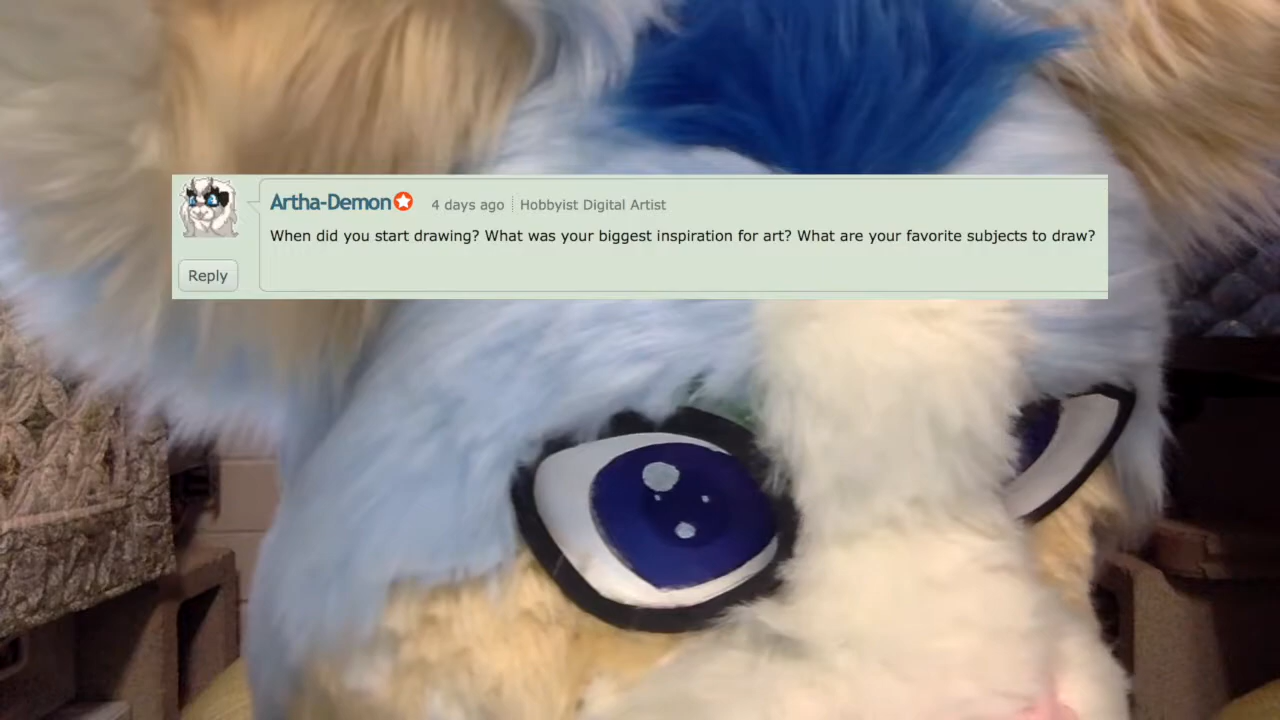 Artha-Demon 4 days ago Hobbyist Digital Artist
When did you start drawing? What was your biggest inspiration for art? What are your favorite subjects to draw?
Reply